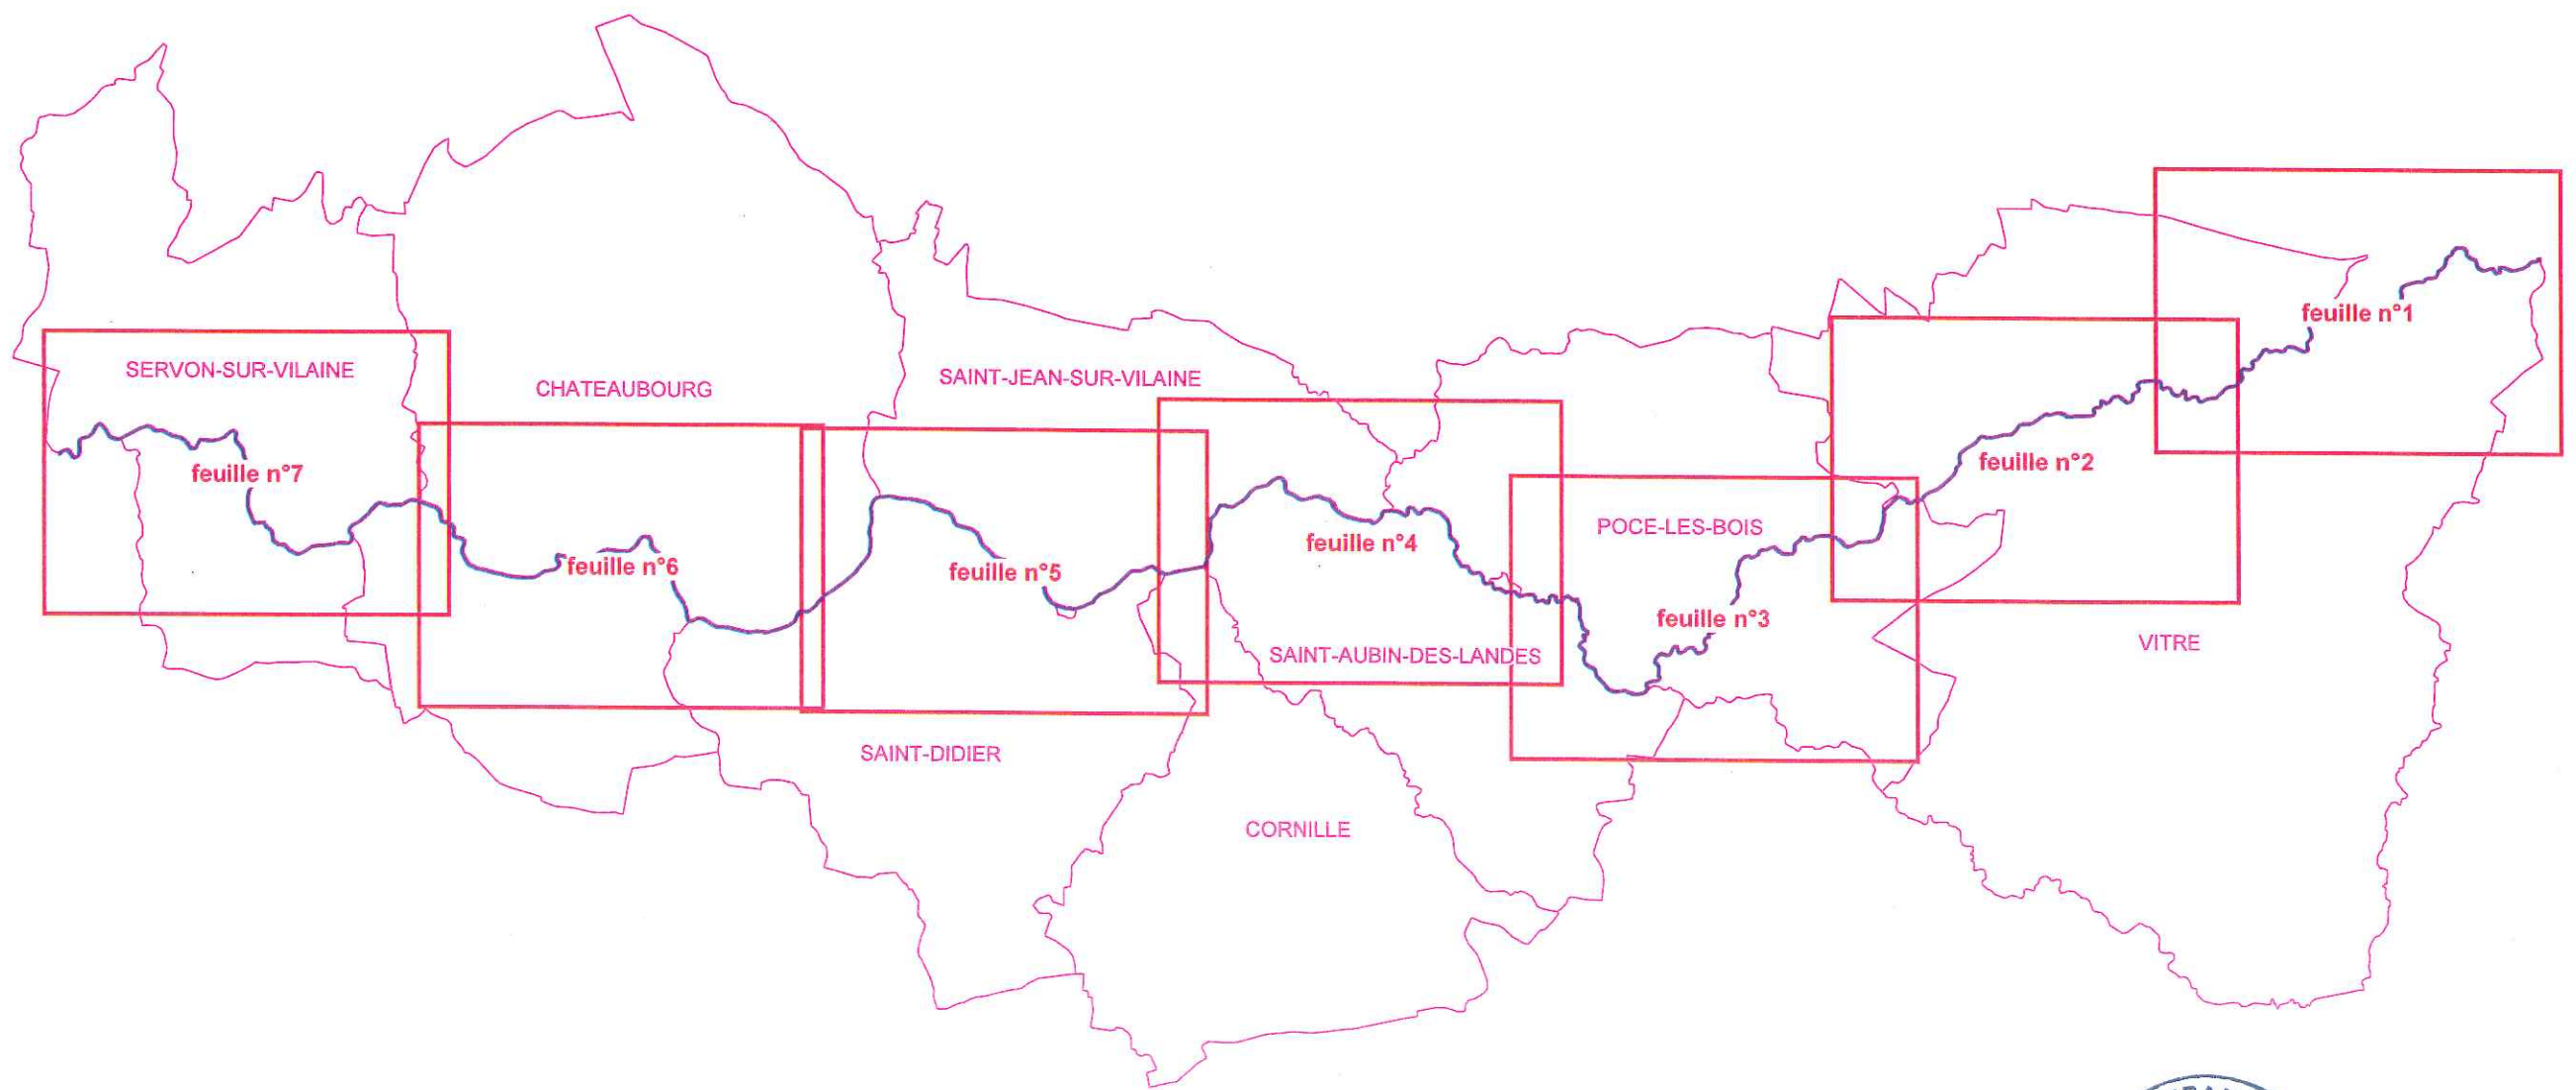 feuille n°1
SERVON-SUR-VILAINE
CHATEAUBOURG
SAINT-JEAN-SUR-VILAINE
feuille n°7
feuille n°2
POCE-LES-BOIS
feuille n°4
feuille n°6
feuille n°5
feuille n°3
SAINT-AUBIN-DES-LANDES
VITRE
SAINT-DIDIER
CORNILLE